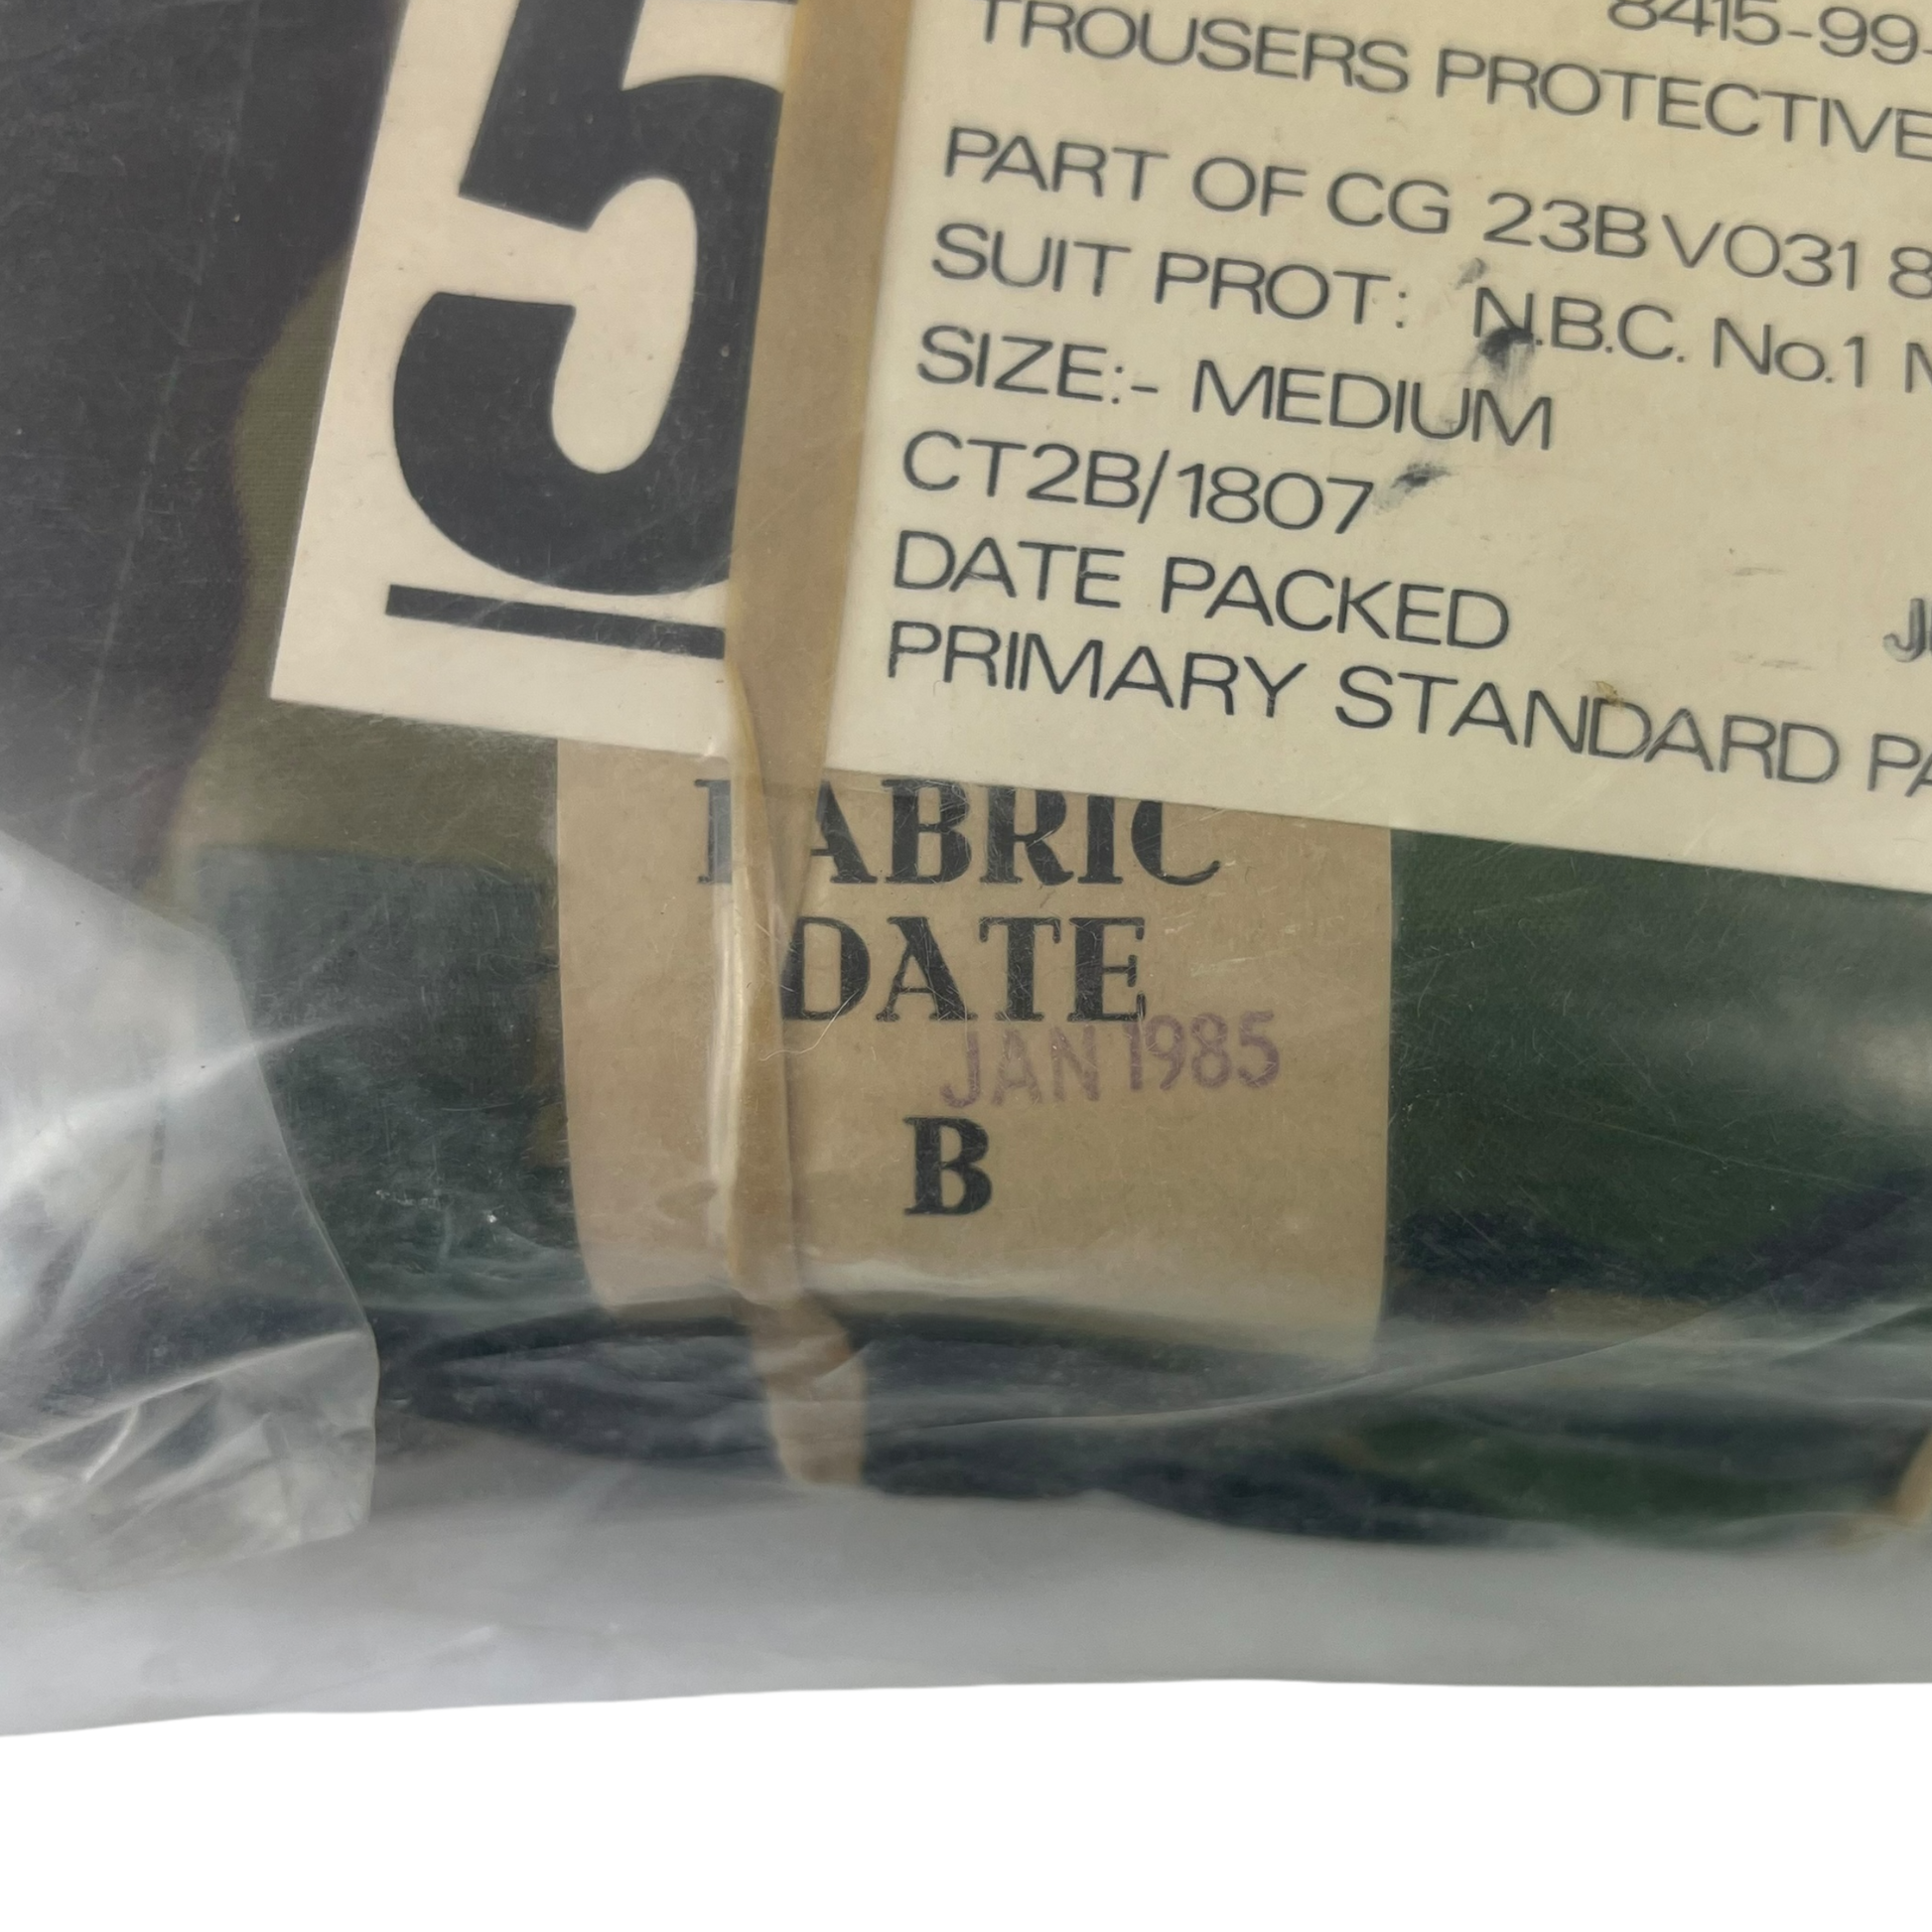 5
8415-99-
TROUSERS PROTECTIVE
PART OF CG 23B V031 8
SUIT PROT: N.B.C. No.1 M
SIZE:- MEDIUM
CT2B/1807
DATE PACKED
PRIMARY STANDARD PA
FABRIC
DATE
JAN 1985
B